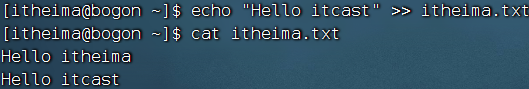 [itheima@bogon ~]$ echo "Hello itcast" >> itheima.txt
[itheima@bogon ~]$ cat itheima.txt
Hello itheima
Hello itcast